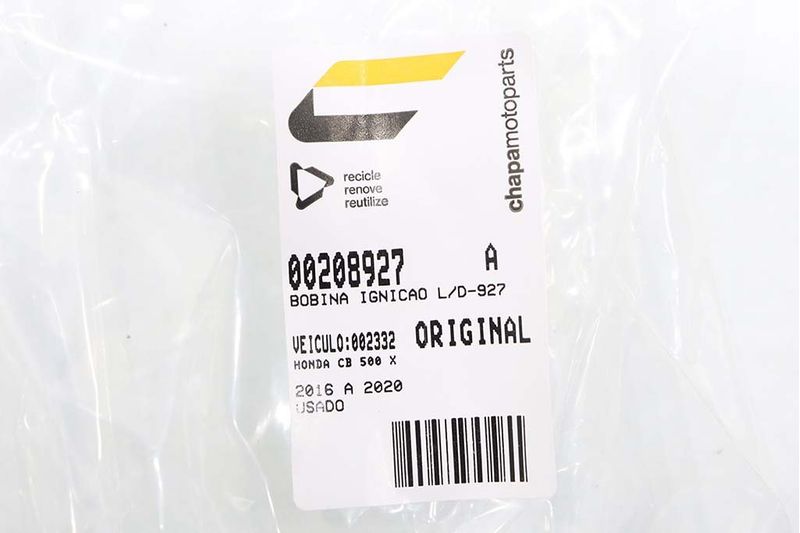 chapamotoparts
recicle
renove
reutilize
00208927 A
BOBINA IGNICAO L/D-927
VEICULO:002332 ORIGINAL
HONDA CB 500 X
2016 A 2020
USADO